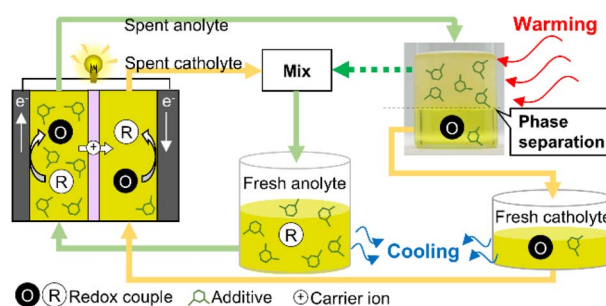 Spent anolyte
Spent catholyte
Warming
Mix
e-
e-
O
R
R
O
+
Phase
separation
O
Fresh anolyte
R
Fresh catholyte
O
Cooling
O R Redox couple Additive + Carrier ion